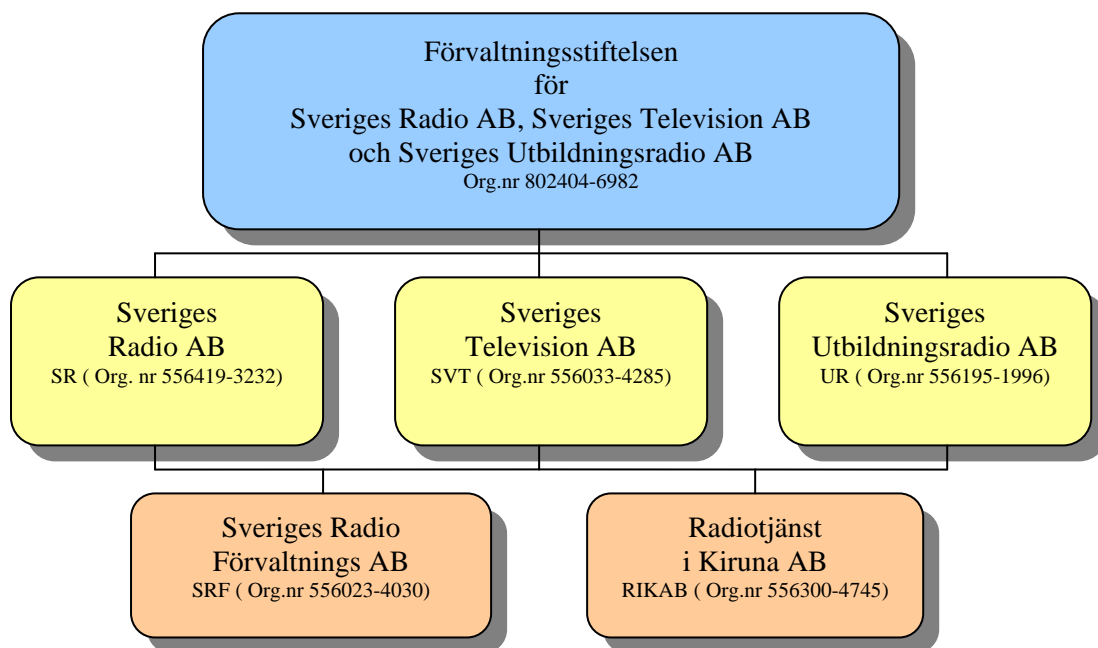 Förvaltningsstiftelsen
för
Sveriges Radio AB, Sveriges Television AB
och Sveriges Utbildningsradio AB
Org.nr 802404-6982
Sveriges
Radio AB
SR ( Org. nr 556419-3232)
Sveriges
Television AB
SVT ( Org.nr 556033-4285)
Sveriges
Utbildningsradio AB
UR ( Org.nr 556195-1996)
Sveriges Radio
Förvaltnings AB
SRF ( Org.nr 556023-4030)
Radiotjänst
i Kiruna AB
RIKAB ( Org.nr 556300-4745)